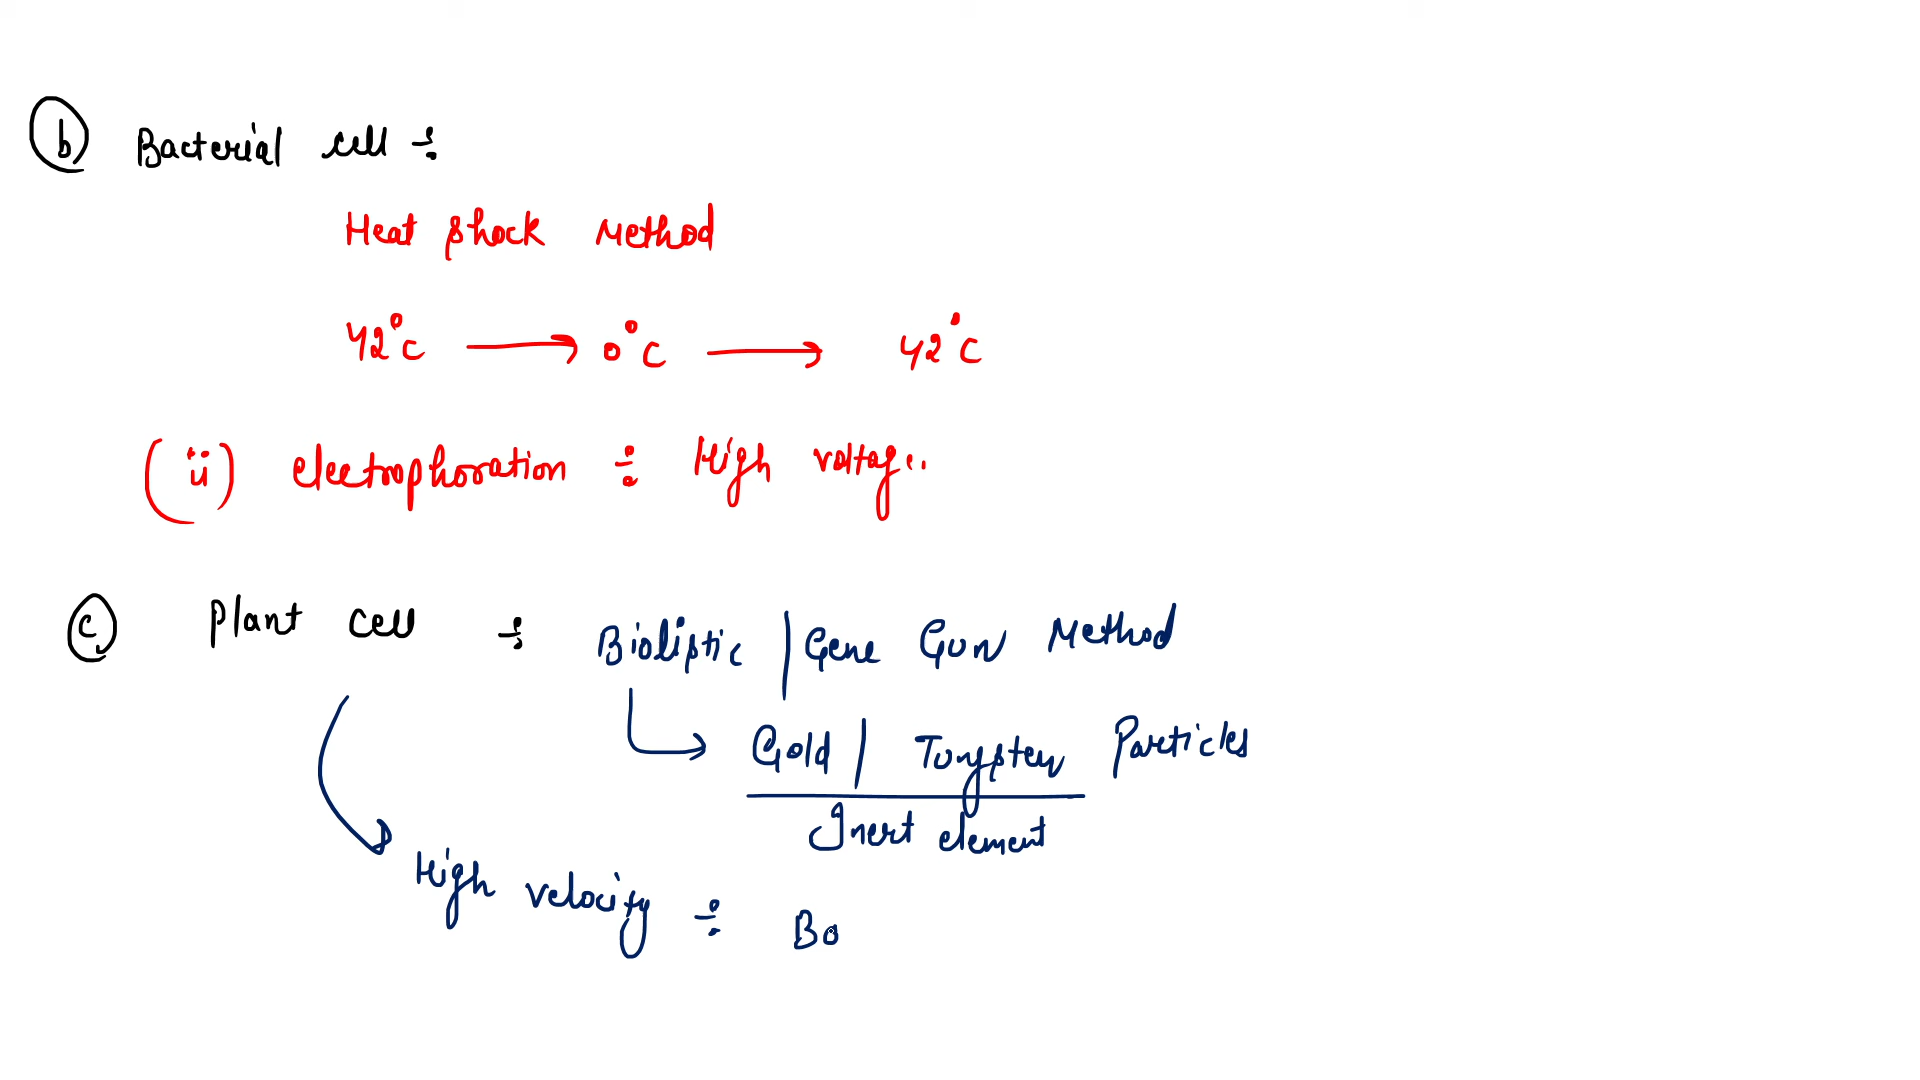 (b) Bacterial cell ÷
Heat shock Method
42°C → 0°C → 42°C
(ii) electrophoration ÷ High voltage.
(c) Plant cell ÷ Bioliptic | Gene Gun Method
Gold | Tungsten Particles
Inert element
High velocity ÷ Bo